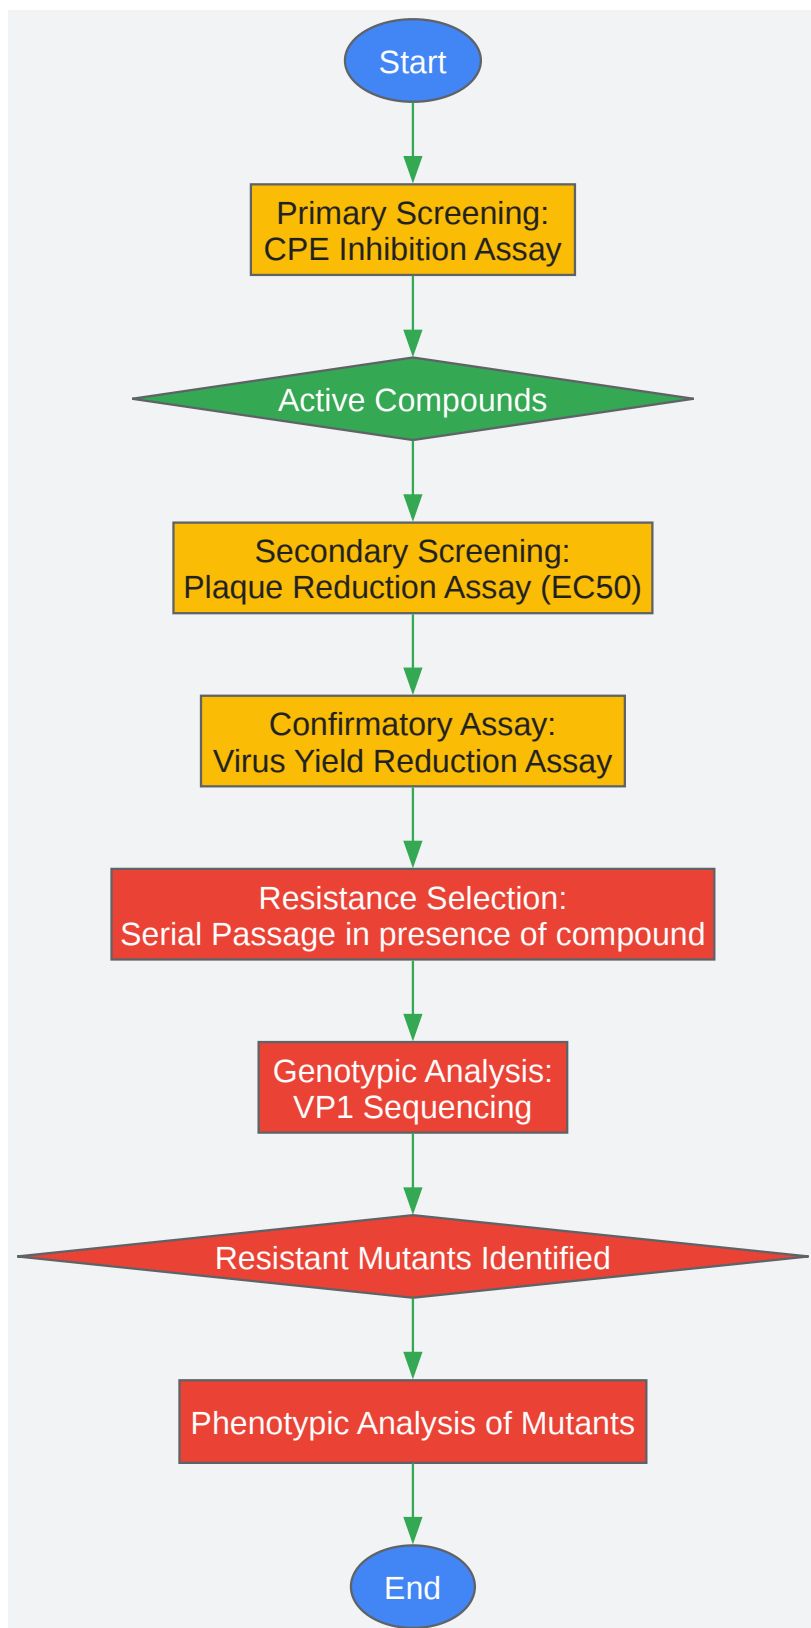 Start
Primary Screening:
CPE Inhibition Assay
Active Compounds
Secondary Screening:
Plaque Reduction Assay (EC50)
Confirmatory Assay:
Virus Yield Reduction Assay
Resistance Selection:
Serial Passage in presence of compound
Genotypic Analysis:
VP1 Sequencing
Resistant Mutants Identified
Phenotypic Analysis of Mutants
End